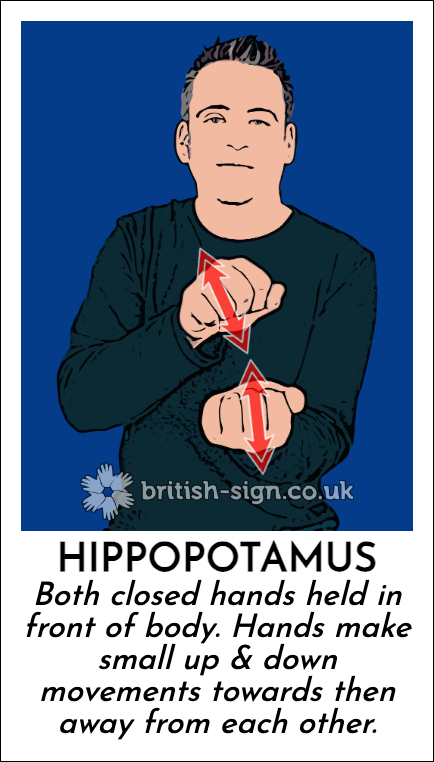 british-sign.co.uk
HIPPOPOTAMUS
Both closed hands held in
front of body. Hands make
small up & down
movements towards then
away from each other.